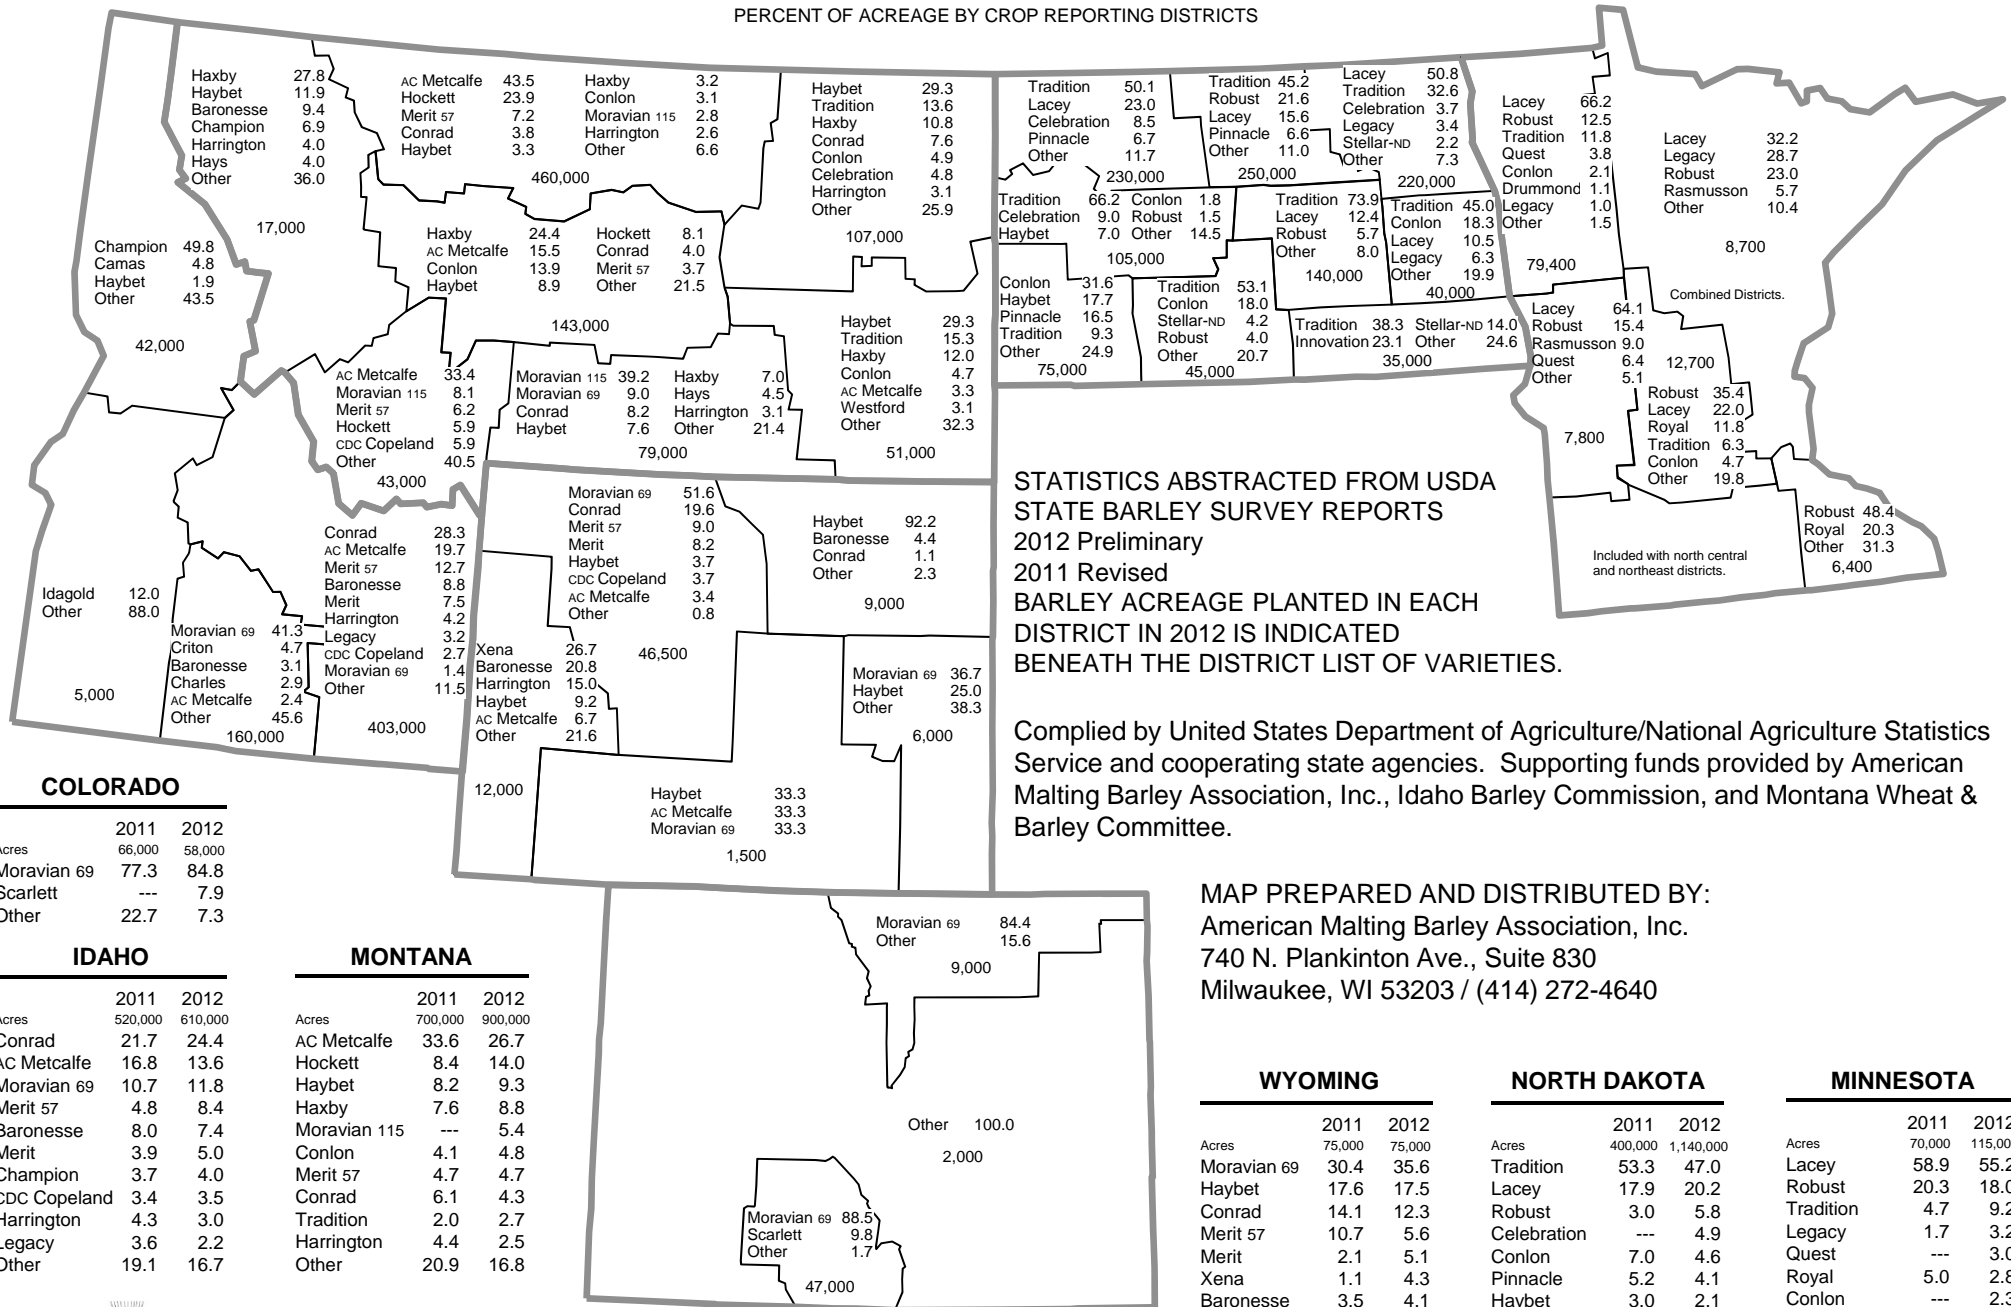 PERCENT OF ACREAGE BY CROP REPORTING DISTRICTS
Haxby 27.8
Haybet 11.9
Baronesse 9.4
Champion 6.9
Harrington 4.0
Hays 4.0
Other 36.0
17,000
AC Metcalfe 43.5 Haxby 3.2
Hockett 23.9 Conlon 3.1
Merit 57 7.2 Moravian 115 2.8
Conrad 3.8 Harrington 2.6
Haybet 3.3 Other 6.6
460,000
Haybet 29.3
Tradition 13.6
Haxby 10.8
Conrad 7.6
Conlon 4.9
Celebration 4.8
Harrington 3.1
Other 25.9
107,000
Tradition 50.1
Lacey 23.0
Celebration 8.5
Pinnacle 6.7
Other 11.7
230,000
Tradition 45.2
Robust 21.6
Lacey 15.6
Pinnacle 6.6
Other 11.0
250,000
Lacey 50.8
Tradition 32.6
Celebration 3.7
Legacy 3.4
Stellar-ND 2.2
Other 7.3
220,000
Lacey 66.2
Robust 12.5
Tradition 11.8
Quest 3.8
Conlon 2.1
Drummond 1.1
Legacy 1.0
Other 1.5
79,400
Lacey 32.2
Legacy 28.7
Robust 23.0
Rasmusson 5.7
Other 10.4
8,700
Combined Districts.
Champion 49.8
Camas 4.8
Haybet 1.9
Other 43.5
42,000
Haxby 24.4 Hockett 8.1
AC Metcalfe 15.5 Conrad 4.0
Conlon 13.9 Merit 57 3.7
Haybet 8.9 Other 21.5
143,000
Tradition 66.2 Conlon 1.8
Celebration 9.0 Robust 1.5
Haybet 7.0 Other 14.5
105,000
Tradition 73.9
Lacey 12.4
Robust 5.7
Other 8.0
140,000
Tradition 45.0
Conlon 18.3
Lacey 10.5
Legacy 6.3
Other 19.9
40,000
Conlon 31.6
Haybet 17.7
Pinnacle 16.5
Tradition 9.3
Other 24.9
75,000
Tradition 53.1
Conlon 18.0
Stellar-ND 4.2
Robust 4.0
Other 20.7
45,000
Tradition 38.3 Stellar-ND 14.0
Innovation 23.1 Other 24.6
35,000
Lacey 64.1
Robust 15.4
Rasmusson 9.0
Quest 6.4
Other 5.1
7,800
12,700
Robust 35.4
Lacey 22.0
Royal 11.8
Tradition 6.3
Conlon 4.7
Other 19.8
Robust 48.4
Royal 20.3
Other 31.3
6,400
Included with north central
and northeast districts.
AC Metcalfe 33.4
Moravian 115 8.1
Merit 57 6.2
Hockett 5.9
CDC Copeland 5.9
Other 40.5
43,000
Moravian 115 39.2 Haxby 7.0
Moravian 69 9.0 Hays 4.5
Conrad 8.2 Harrington 3.1
Haybet 7.6 Other 21.4
79,000
Haybet 29.3
Tradition 15.3
Haxby 12.0
Conlon 4.7
AC Metcalfe 3.3
Westford 3.1
Other 32.3
51,000
STATISTICS ABSTRACTED FROM USDA
STATE BARLEY SURVEY REPORTS
2012 Preliminary
2011 Revised
BARLEY ACREAGE PLANTED IN EACH
DISTRICT IN 2012 IS INDICATED
BENEATH THE DISTRICT LIST OF VARIETIES.
Idagold 12.0
Other 88.0
5,000
Moravian 69 41.3
Criton 4.7
Baronesse 3.1
Charles 2.9
AC Metcalfe 2.4
Other 45.6
160,000
Conrad 28.3
AC Metcalfe 19.7
Merit 57 12.7
Baronesse 8.8
Merit 7.5
Harrington 4.2
Legacy 3.2
CDC Copeland 2.7
Moravian 69 1.4
Other 11.5
403,000
Moravian 69 51.6
Conrad 19.6
Merit 57 9.0
Merit 8.2
Haybet 3.7
CDC Copeland 3.7
AC Metcalfe 3.4
Other 0.8
46,500
Haybet 92.2
Baronesse 4.4
Conrad 1.1
Other 2.3
9,000
Xena 26.7
Baronesse 20.8
Harrington 15.0
Haybet 9.2
AC Metcalfe 6.7
Other 21.6
12,000
Moravian 69 36.7
Haybet 25.0
Other 38.3
6,000
Haybet 33.3
AC Metcalfe 33.3
Moravian 69 33.3
1,500
Complied by United States Department of Agriculture/National Agriculture Statistics
Service and cooperating state agencies. Supporting funds provided by American
Malting Barley Association, Inc., Idaho Barley Commission, and Montana Wheat &
Barley Committee.
MAP PREPARED AND DISTRIBUTED BY:
American Malting Barley Association, Inc.
740 N. Plankinton Ave., Suite 830
Milwaukee, WI 53203 / (414) 272-4640
Moravian 69 84.4
Other 15.6
9,000
Other 100.0
2,000
Moravian 69 88.5
Scarlett 9.8
Other 1.7
47,000
COLORADO
2011 2012
Acres 66,000 58,000
Moravian 69 77.3 84.8
Scarlett --- 7.9
Other 22.7 7.3
IDAHO
2011 2012
Acres 520,000 610,000
Conrad 21.7 24.4
AC Metcalfe 16.8 13.6
Moravian 69 10.7 11.8
Merit 57 4.8 8.4
Baronesse 8.0 7.4
Merit 3.9 5.0
Champion 3.7 4.0
CDC Copeland 3.4 3.5
Harrington 4.3 3.0
Legacy 3.6 2.2
Other 19.1 16.7
MONTANA
2011 2012
Acres 700,000 900,000
AC Metcalfe 33.6 26.7
Hockett 8.4 14.0
Haybet 8.2 9.3
Haxby 7.6 8.8
Moravian 115 --- 5.4
Conlon 4.1 4.8
Merit 57 4.7 4.7
Conrad 6.1 4.3
Tradition 2.0 2.7
Harrington 4.4 2.5
Other 20.9 16.8
WYOMING
2011 2012
Acres 75,000 75,000
Moravian 69 30.4 35.6
Haybet 17.6 17.5
Conrad 14.1 12.3
Merit 57 10.7 5.6
Merit 2.1 5.1
Xena 1.1 4.3
Baronesse 3.5 4.1
NORTH DAKOTA
2011 2012
Acres 400,000 1,140,000
Tradition 53.3 47.0
Lacey 17.9 20.2
Robust 3.0 5.8
Celebration --- 4.9
Conlon 7.0 4.6
Pinnacle 5.2 4.1
Haybet 3.0 2.1
MINNESOTA
2011 2012
Acres 70,000 115,00
Lacey 58.9 55.2
Robust 20.3 18.0
Tradition 4.7 9.2
Legacy 1.7 3.2
Quest --- 3.0
Royal 5.0 2.8
Conlon --- 2.3